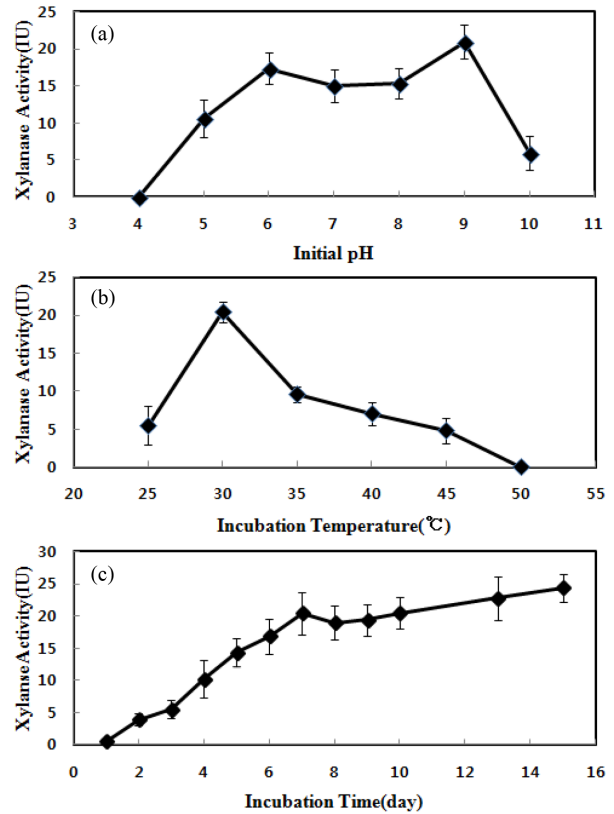 (a)
Xylanase Activity(IU)
25
20
15
10
5
0
3 4 5 6 7 8 9 10 11
Initial pH
(b)
Xylanase Activity(IU)
25
20
15
10
5
0
20 25 30 35 40 45 50 55
Incubation Temperature(℃)
(c)
XylanseActivity(IU)
30
25
20
15
10
5
0
0 2 4 6 8 10 12 14 16
Incubation Time(day)